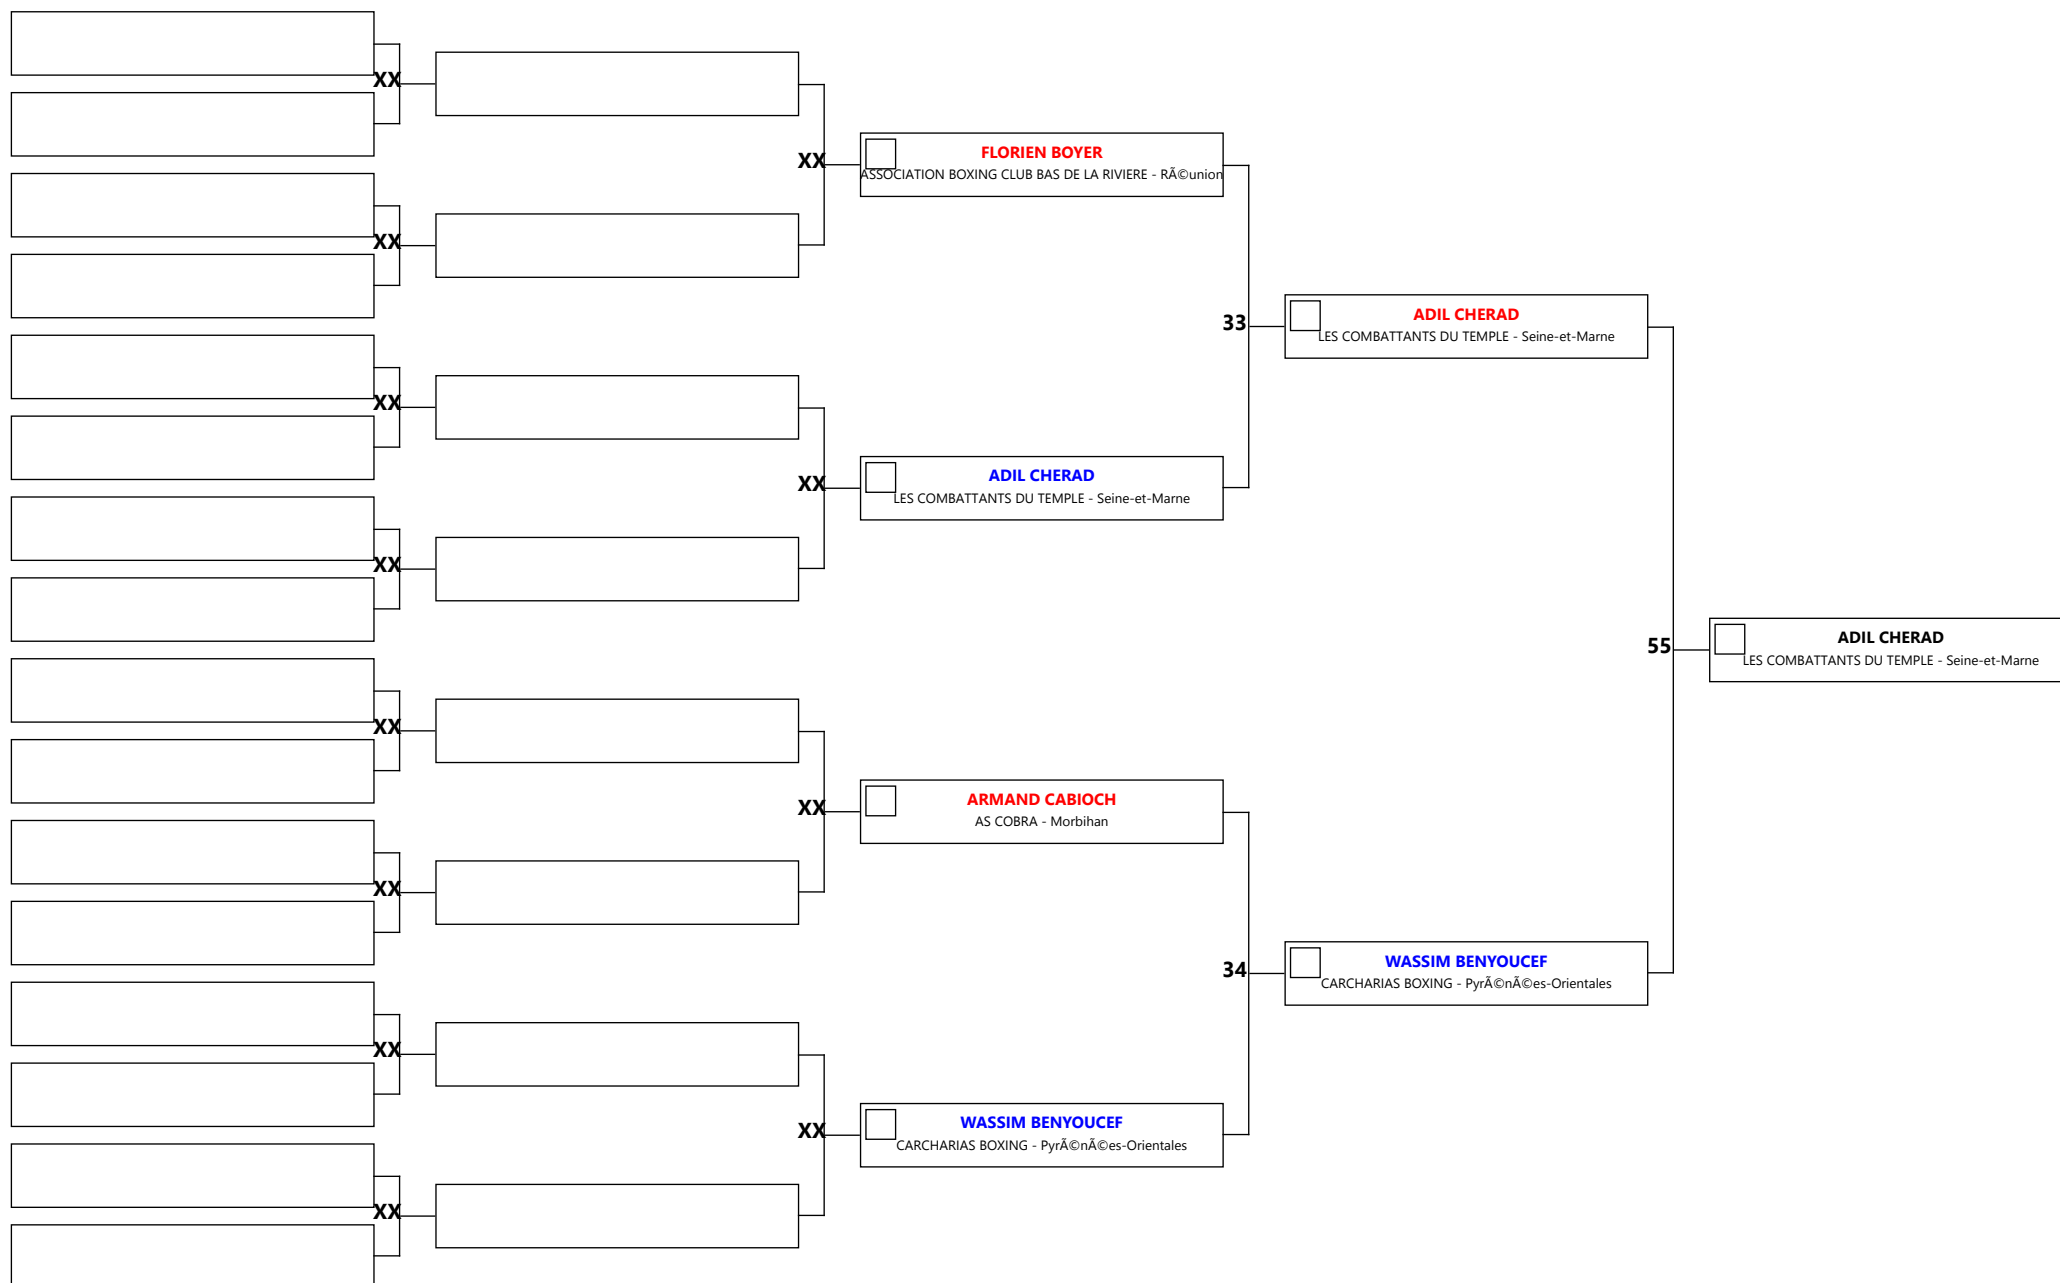 XX
XX
XX
XX
XX
XX
XX
XX
XX
XX
XX
XX
FLORIEN BOYER
ASSOCIATION BOXING CLUB BAS DE LA RIVIERE - RÃ©union
ADIL CHERAD
LES COMBATTANTS DU TEMPLE - Seine-et-Marne
ARMAND CABIOCH
AS COBRA - Morbihan
WASSIM BENYOUCEF
CARCHARIAS BOXING - PyrÃ©nÃ©es-Orientales
33
34
ADIL CHERAD
LES COMBATTANTS DU TEMPLE - Seine-et-Marne
WASSIM BENYOUCEF
CARCHARIAS BOXING - PyrÃ©nÃ©es-Orientales
55
ADIL CHERAD
LES COMBATTANTS DU TEMPLE - Seine-et-Marne